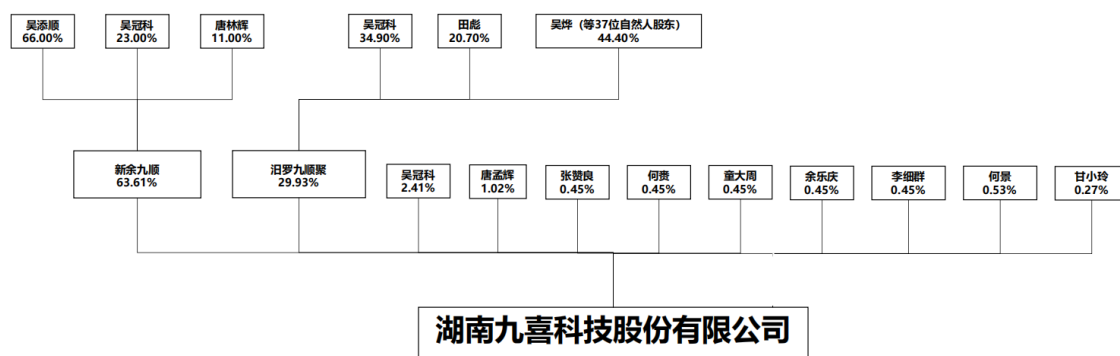 吴添顺
66.00%
吴冠科
23.00%
唐林辉
11.00%
吴冠科
34.90%
田彪
20.70%
吴烨（等37位自然人股东）
44.40%
新余九顺
63.61%
汨罗九顺聚
29.93%
吴冠科
2.41%
唐孟辉
1.02%
张赞良
0.45%
何贵
0.45%
童大周
0.45%
余乐庆
0.45%
李细群
0.45%
何景
0.53%
甘小玲
0.27%
湖南九喜科技股份有限公司